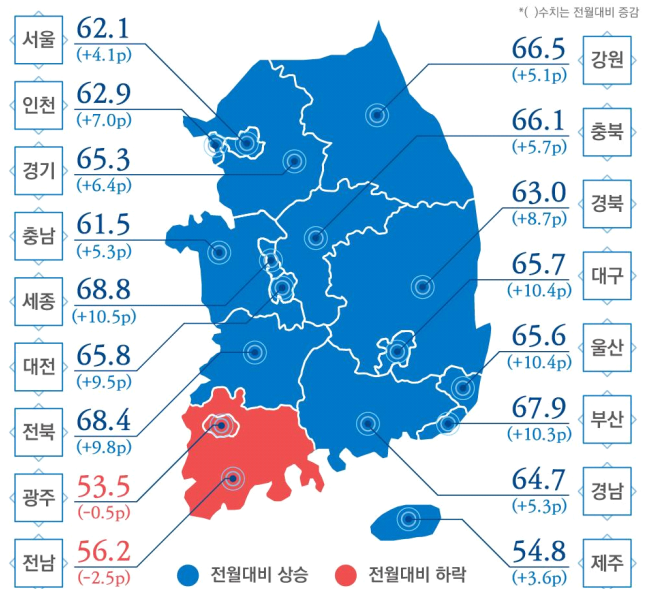 *( )수치는 전월대비 증감
서울 62.1
(+4.1p)
인천 62.9
(+7.0p)
경기 65.3
(+6.4p)
충남 61.5
(+5.3p)
세종 68.8
(+10.5p)
대전 65.8
(+9.5p)
전북 68.4
(+9.8p)
광주 53.5
(-0.5p)
전남 56.2
(-2.5p)
66.5 강원
(+5.1p)
66.1 충북
(+5.7p)
63.0 경북
(+8.7p)
65.7 대구
(+10.4p)
65.6 울산
(+10.4p)
67.9 부산
(+10.3p)
64.7 경남
(+5.3p)
54.8 제주
(+3.6p)
전월대비 상승
전월대비 하락